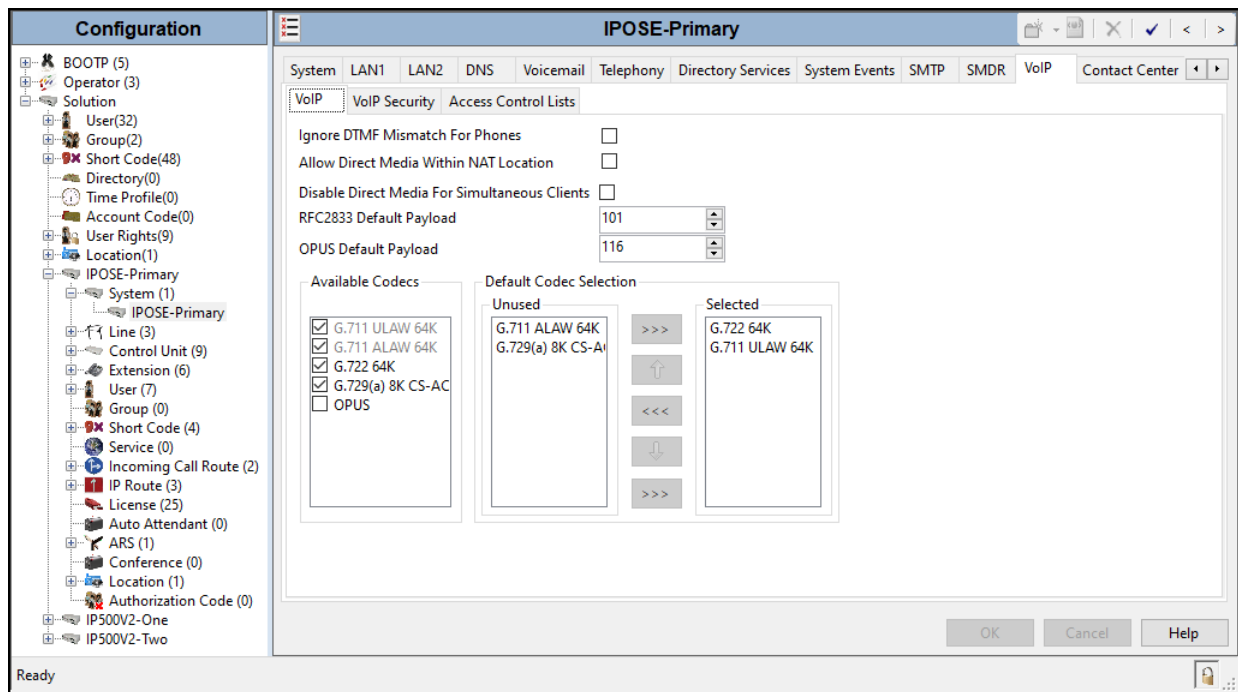 Configuration
BOOTP (5)
Operator (3)
Solution
User(32)
Group(2)
Short Code(48)
Directory(0)
Time Profile(0)
Account Code(0)
User Rights(9)
Location(1)
IPOSE-Primary
System (1)
IPOSE-Primary
Line (3)
Control Unit (9)
Extension (6)
User (7)
Group (0)
Short Code (4)
Service (0)
Incoming Call Route (2)
IP Route (3)
License (25)
Auto Attendant (0)
ARS (1)
Conference (0)
Location (1)
Authorization Code (0)
IP500V2-One
IP500V2-Two
IPOSE-Primary
System LAN1 LAN2 DNS Voicemail Telephony Directory Services System Events SMTP SMDR VoIP Contact Center
VoIP VoIP Security Access Control Lists
Ignore DTMF Mismatch For Phones
Allow Direct Media Within NAT Location
Disable Direct Media For Simultaneous Clients
RFC2833 Default Payload 101
OPUS Default Payload 116
Available Codecs
G.711 ULAW 64K
G.711 ALAW 64K
G.722 64K
G.729(a) 8K CS-AC
OPUS
Default Codec Selection
Unused
G.711 ALAW 64K
G.729(a) 8K CS-A
>>>
<<<
>>>
Selected
G.722 64K
G.711 ULAW 64K
OK Cancel Help
Ready